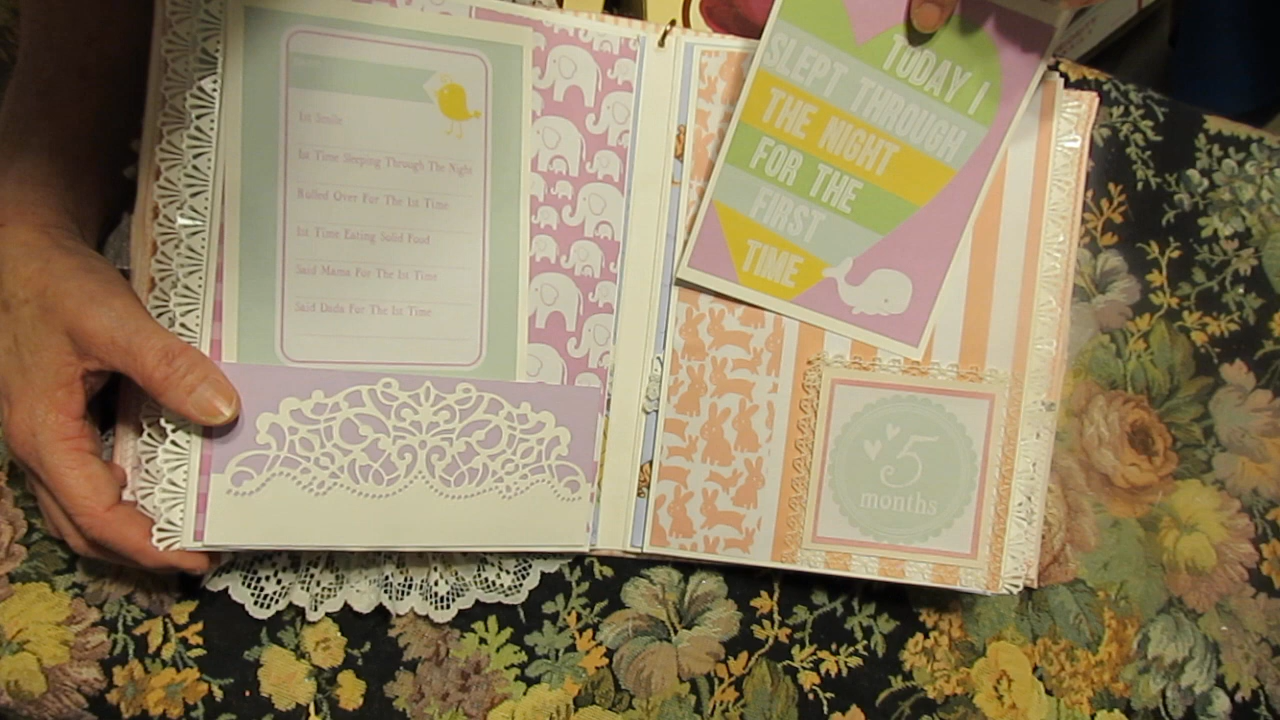 1st Smile
1st Time Sleeping Through The Night
Rolled Over For The 1st Time
1st Time Eating Solid Food
Said Mama For The 1st Time
Said Dada For The 1st Time
TODAY I
SLEPT THROUGH
THE NIGHT
FOR THE
FIRST
TIME
5
months